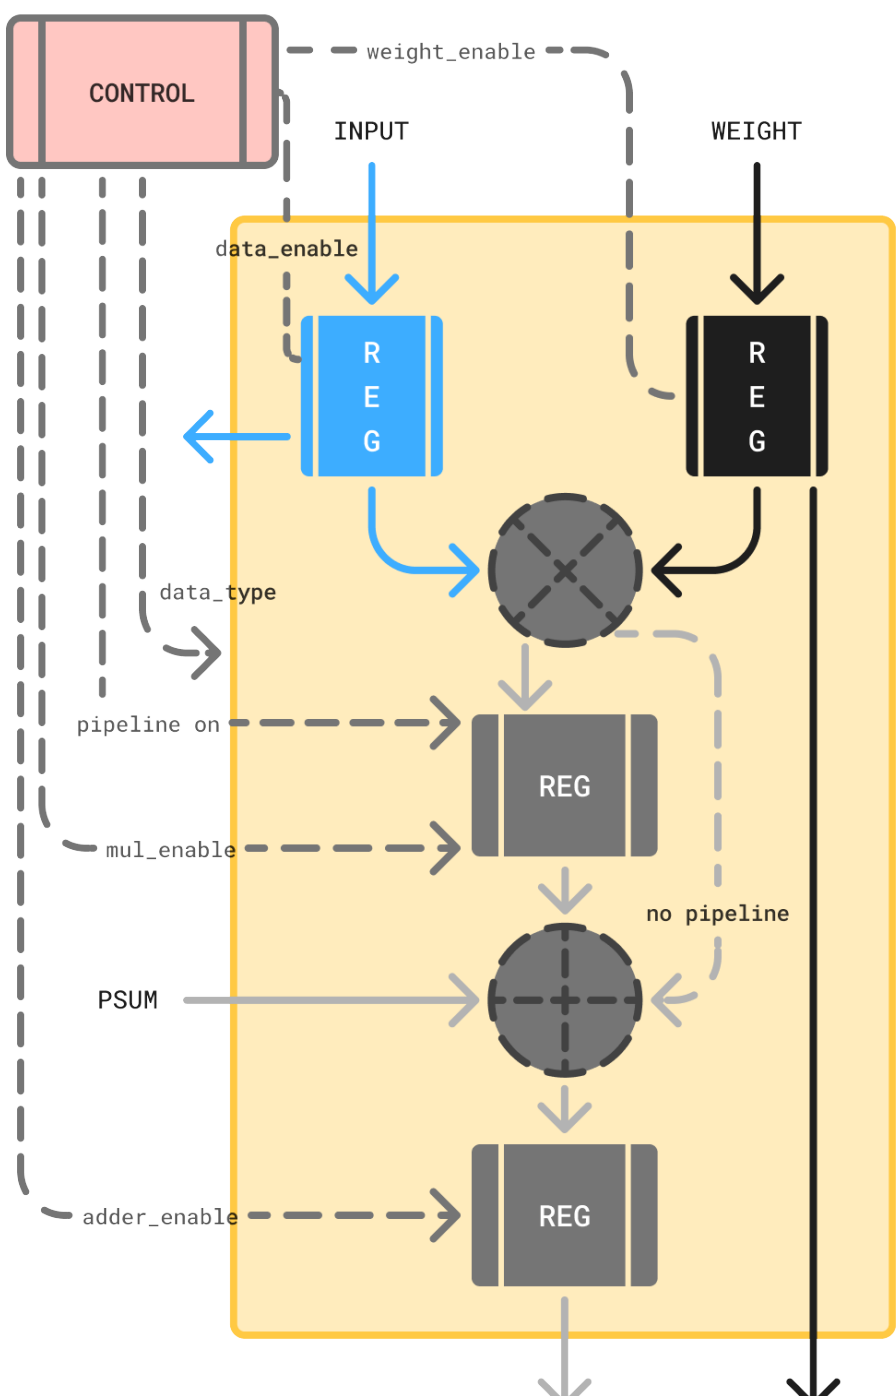 weight_enable
CONTROL
INPUT
WEIGHT
data_enable
R
E
G
R
E
G
data_type
pipeline on
REG
mul_enable
no pipeline
PSUM
adder_enable
REG